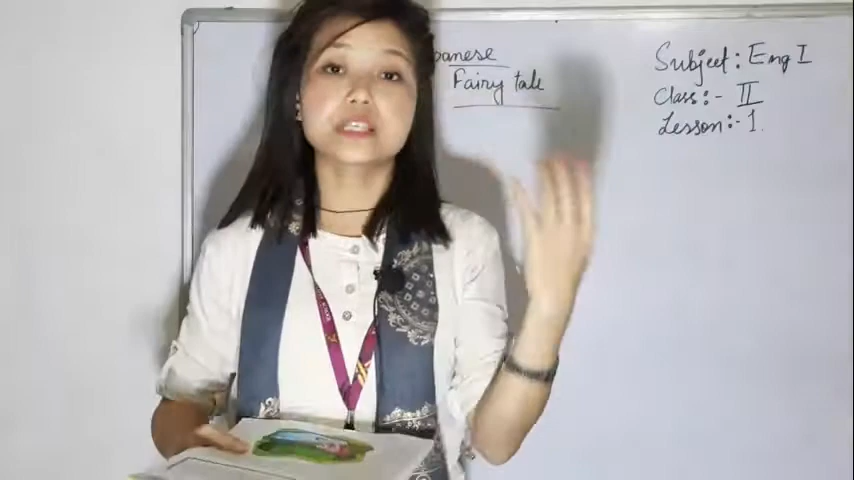 Fairy tale
Subject: Eng I
Class:- II
Lesson:- 1.